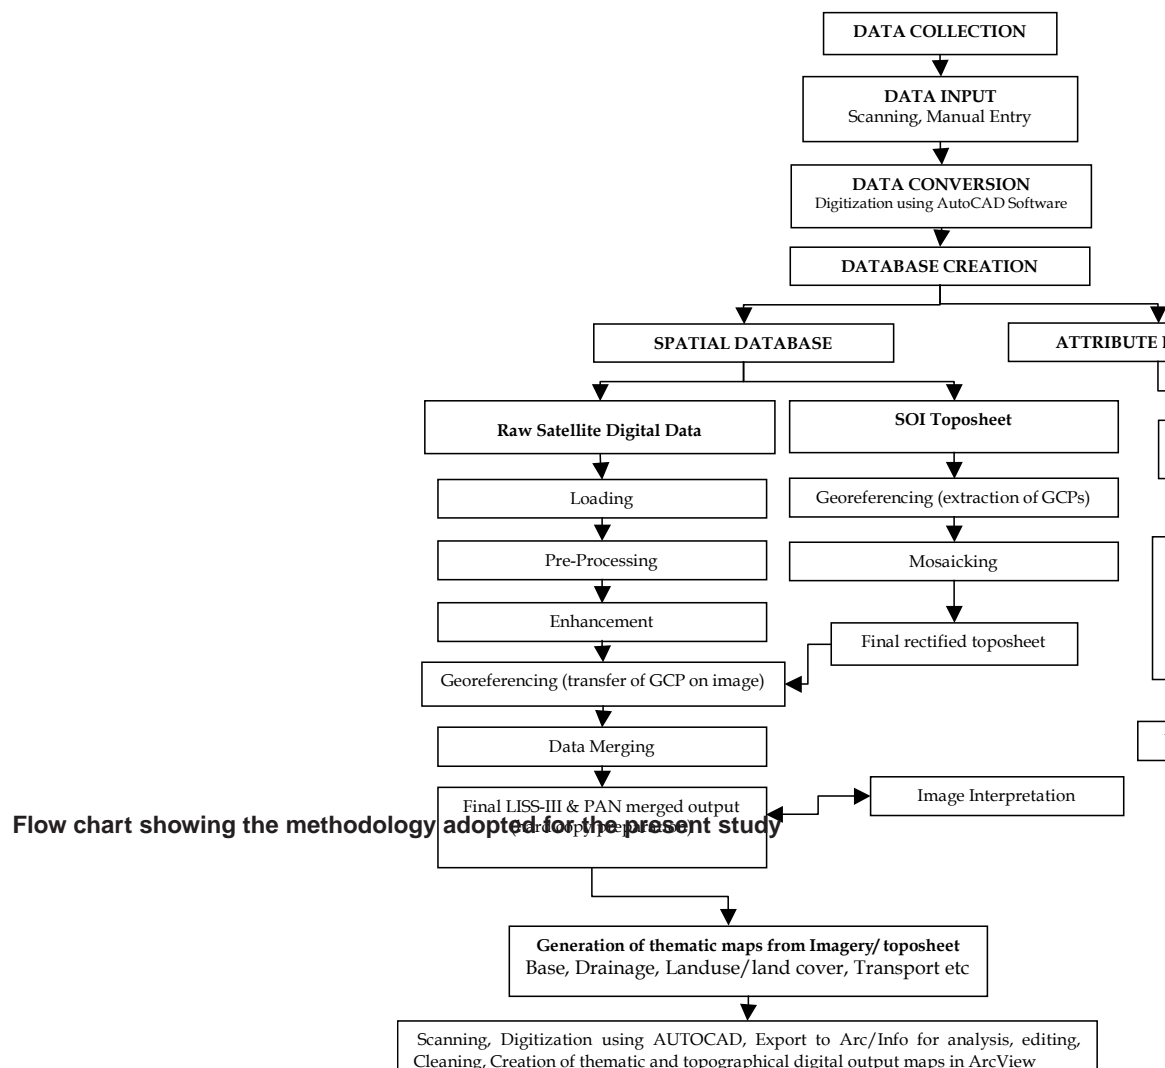 DATA COLLECTION
DATA INPUT
Scanning, Manual Entry
DATA CONVERSION
Digitization using AutoCAD Software
DATABASE CREATION
SPATIAL DATABASE
ATTRIBUTE
Raw Satellite Digital Data
SOI Toposheet
Loading
Georeferencing (extraction of GCPs)
Pre-Processing
Mosaicking
Enhancement
Final rectified toposheet
Georeferencing (transfer of GCP on image)
Data Merging
Final LISS-III & PAN merged output
(hard copy preparation)
Image Interpretation
Flow chart showing the methodology adopted for the present study
Generation of thematic maps from Imagery/ toposheet
Base, Drainage, Landuse/land cover, Transport etc
Scanning, Digitization using AUTOCAD, Export to Arc/Info for analysis, editing,
Cleaning, Creation of thematic and topographical digital output maps in ArcView